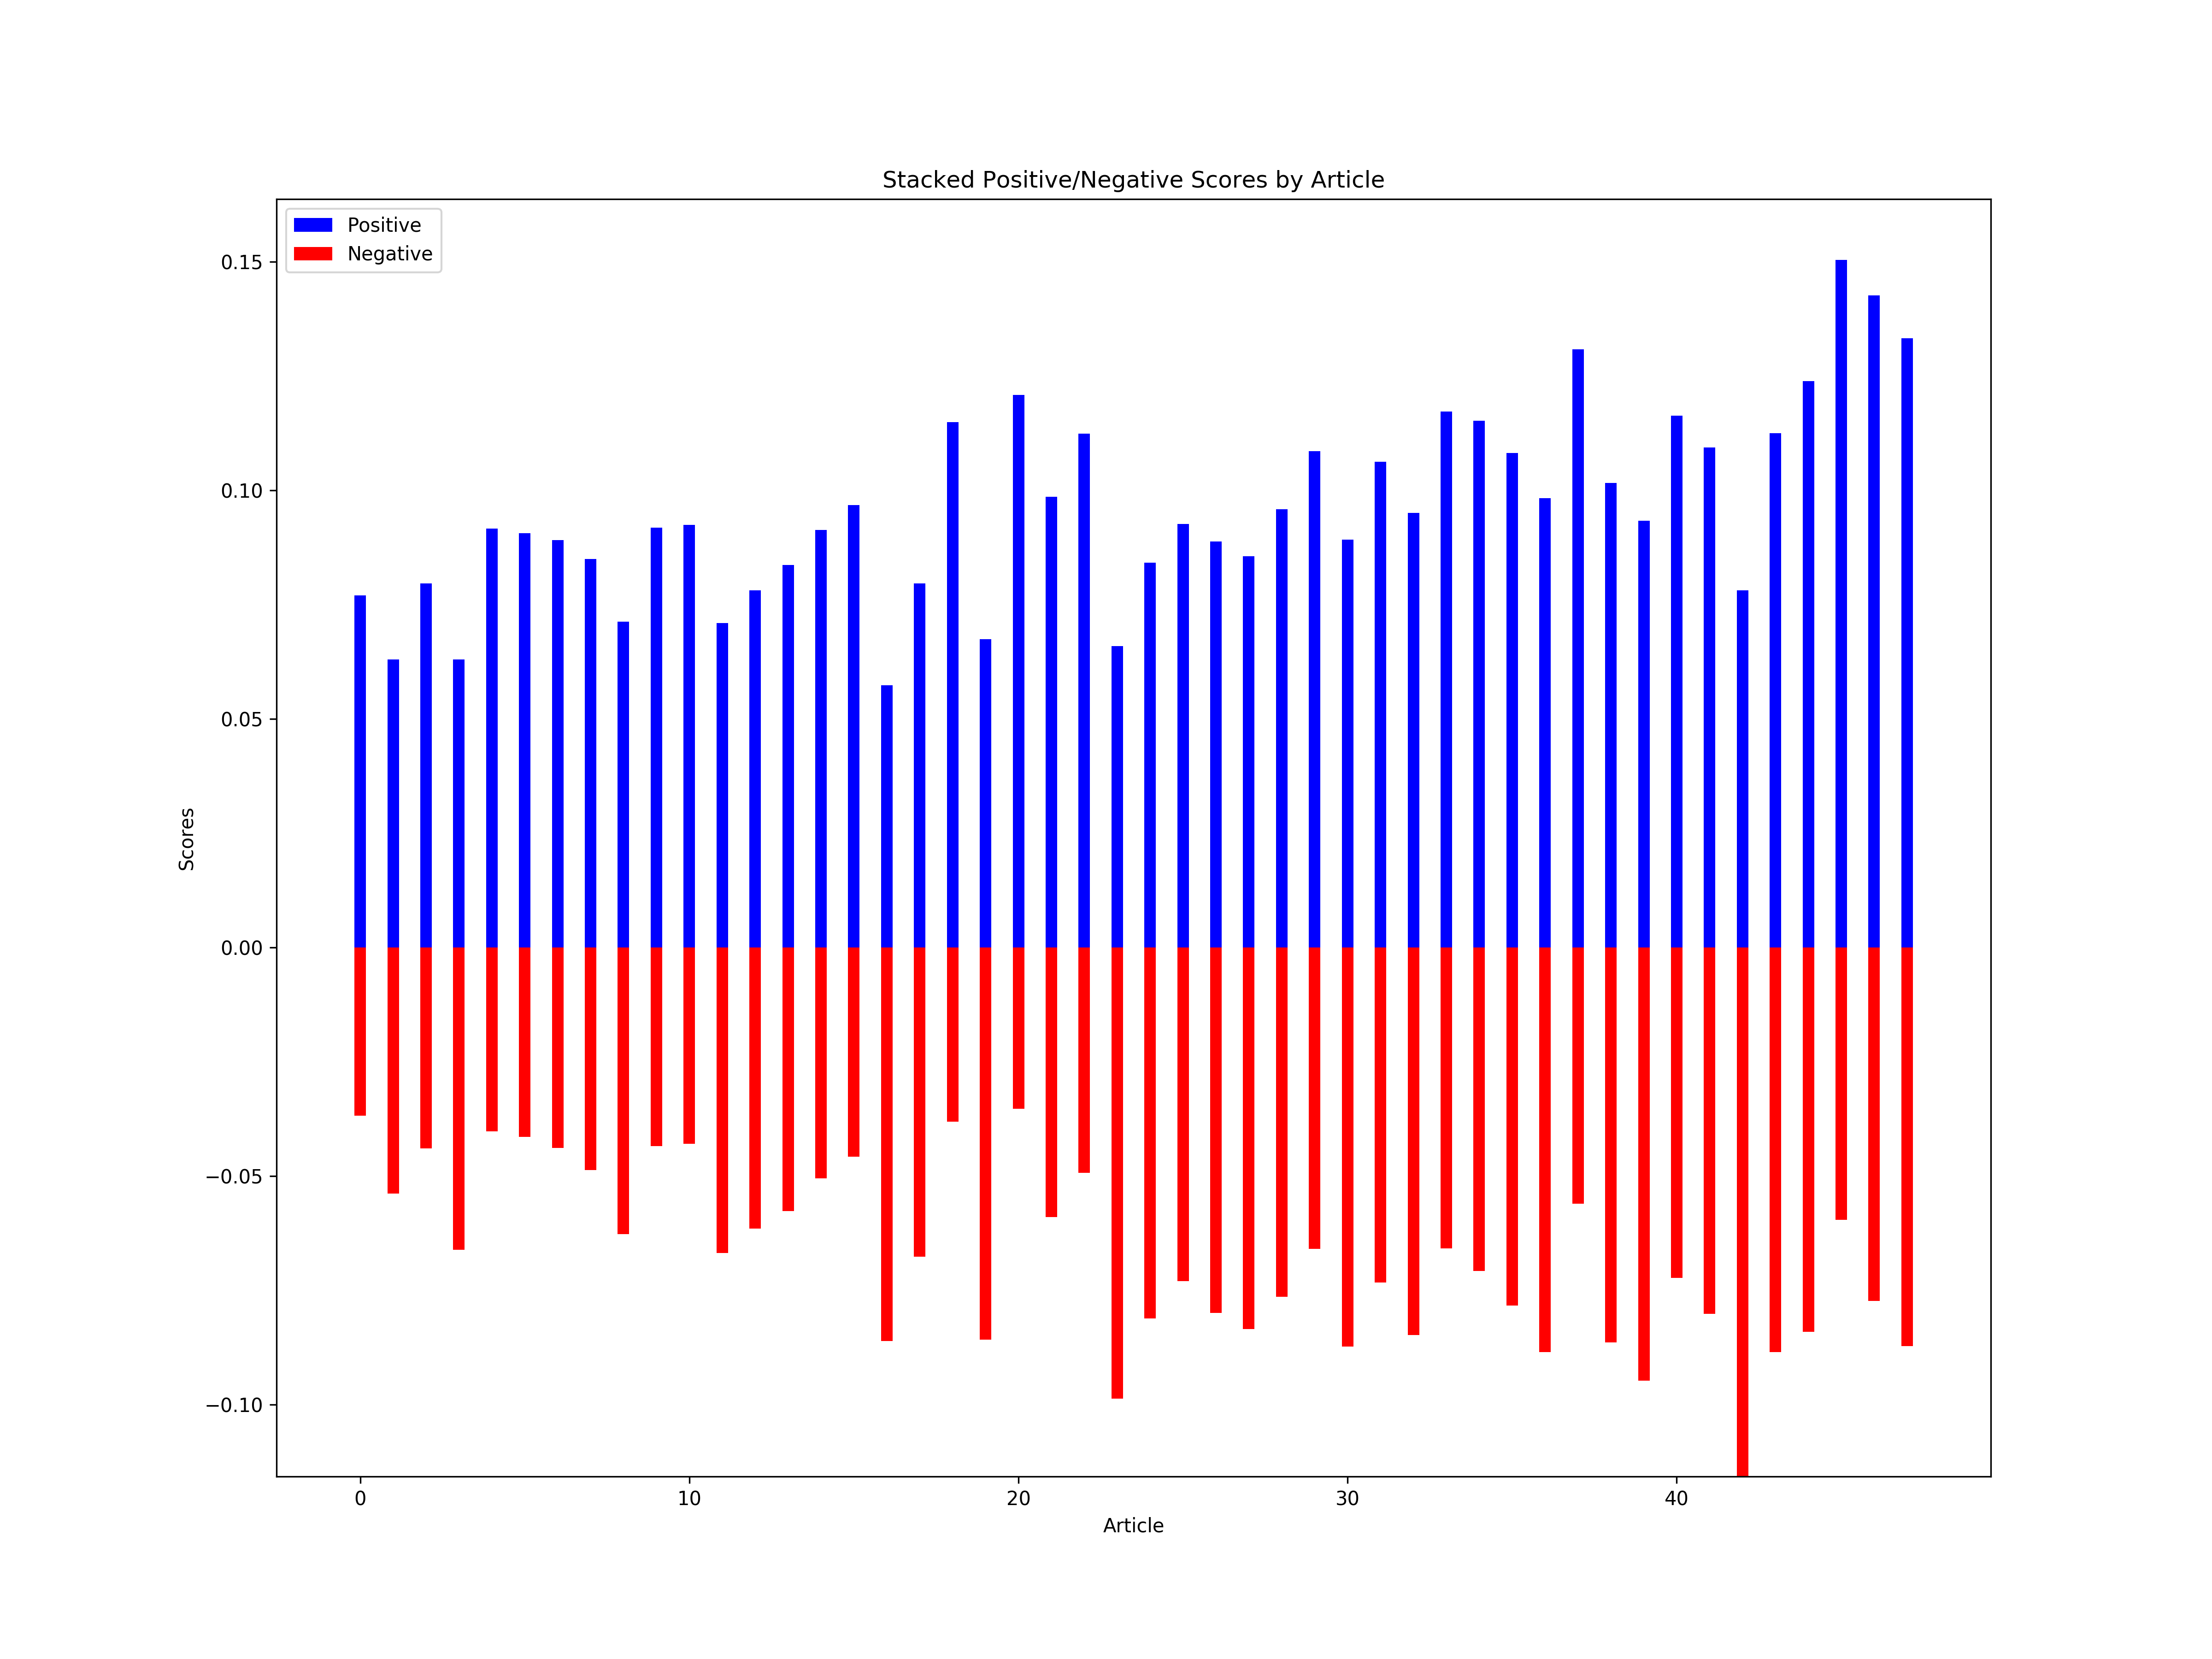 Stacked Positive/Negative Scores by Article
Positive
Negative
0.15
0.10
0.05
0.00
−0.05
−0.10
Scores
0 10 20 30 40
Article